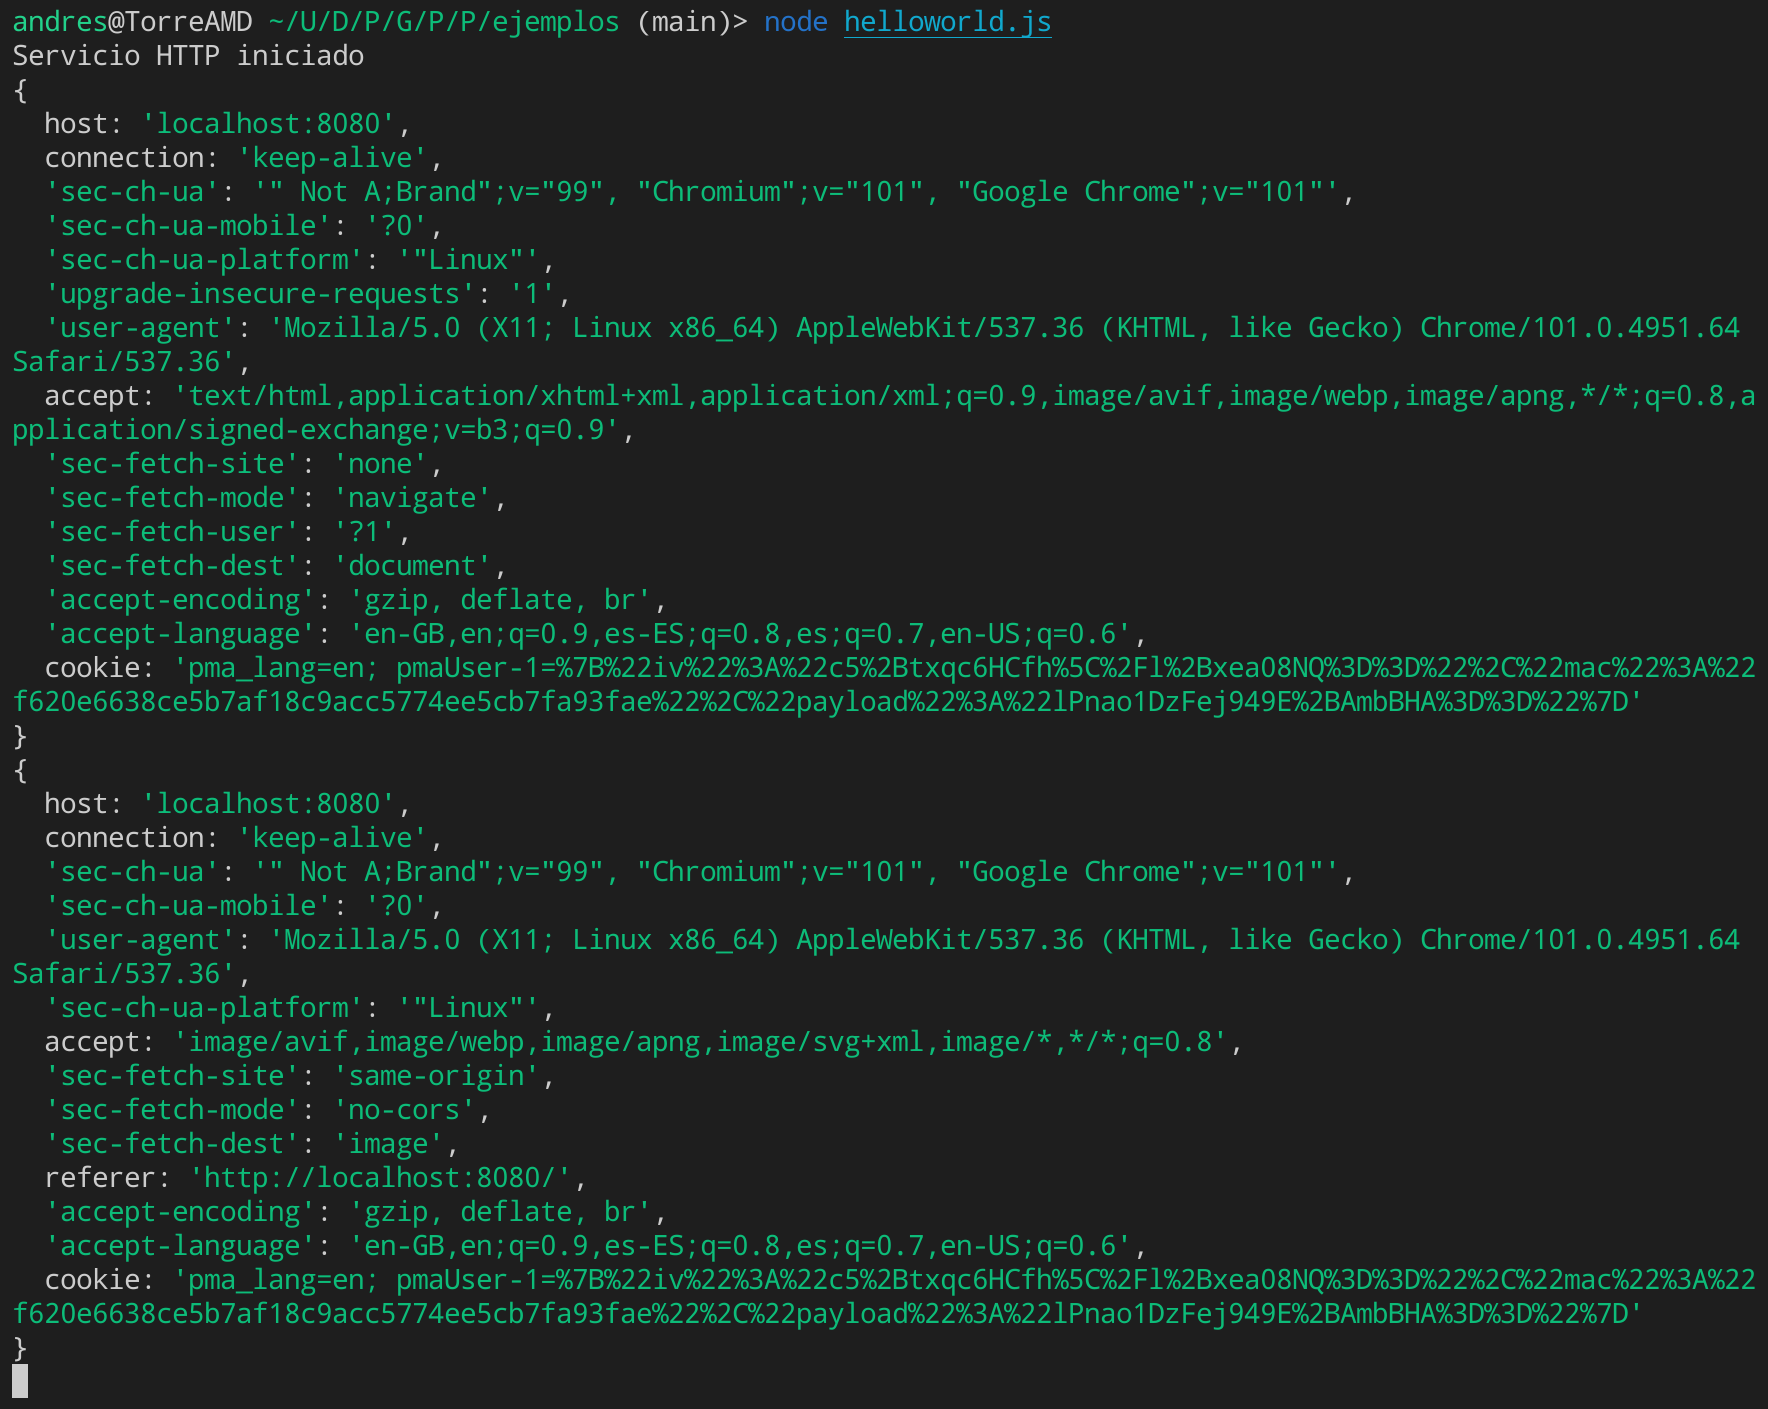 andres@TorreAMD ~/U/D/P/G/P/P/ejemplos (main)> node helloworld.js
Servicio HTTP iniciado
{
  host: 'localhost:8080',
  connection: 'keep-alive',
  'sec-ch-ua': '" Not A;Brand";v="99", "Chromium";v="101", "Google Chrome";v="101"',
  'sec-ch-ua-mobile': '?0',
  'sec-ch-ua-platform': '"Linux"',
  'upgrade-insecure-requests': '1',
  'user-agent': 'Mozilla/5.0 (X11; Linux x86_64) AppleWebKit/537.36 (KHTML, like Gecko) Chrome/101.0.4951.64
Safari/537.36',
  accept: 'text/html,application/xhtml+xml,application/xml;q=0.9,image/avif,image/webp,image/apng,*/*;q=0.8,a
pplication/signed-exchange;v=b3;q=0.9',
  'sec-fetch-site': 'none',
  'sec-fetch-mode': 'navigate',
  'sec-fetch-user': '?1',
  'sec-fetch-dest': 'document',
  'accept-encoding': 'gzip, deflate, br',
  'accept-language': 'en-GB,en;q=0.9,es-ES;q=0.8,es;q=0.7,en-US;q=0.6',
  cookie: 'pma_lang=en; pmaUser-1=%7B%22iv%22%3A%22c5%2Btxqc6HCfh%5C%2Fl%2BxeaO8NQ%3D%3D%22%2C%22mac%22%3A%22
f620e6638ce5b7af18c9acc5774ee5cb7fa93fae%22%2C%22payload%22%3A%22lPnao1DzFej949E%2BAmbBHA%3D%3D%22%7D'
}
{
  host: 'localhost:8080',
  connection: 'keep-alive',
  'sec-ch-ua': '" Not A;Brand";v="99", "Chromium";v="101", "Google Chrome";v="101"',
  'sec-ch-ua-mobile': '?0',
  'user-agent': 'Mozilla/5.0 (X11; Linux x86_64) AppleWebKit/537.36 (KHTML, like Gecko) Chrome/101.0.4951.64
Safari/537.36',
  'sec-ch-ua-platform': '"Linux"',
  accept: 'image/avif,image/webp,image/apng,image/svg+xml,image/*,*/*;q=0.8',
  'sec-fetch-site': 'same-origin',
  'sec-fetch-mode': 'no-cors',
  'sec-fetch-dest': 'image',
  referer: 'http://localhost:8080/',
  'accept-encoding': 'gzip, deflate, br',
  'accept-language': 'en-GB,en;q=0.9,es-ES;q=0.8,es;q=0.7,en-US;q=0.6',
  cookie: 'pma_lang=en; pmaUser-1=%7B%22iv%22%3A%22c5%2Btxqc6HCfh%5C%2Fl%2BxeaO8NQ%3D%3D%22%2C%22mac%22%3A%22
f620e6638ce5b7af18c9acc5774ee5cb7fa93fae%22%2C%22payload%22%3A%22lPnao1DzFej949E%2BAmbBHA%3D%3D%22%7D'
}